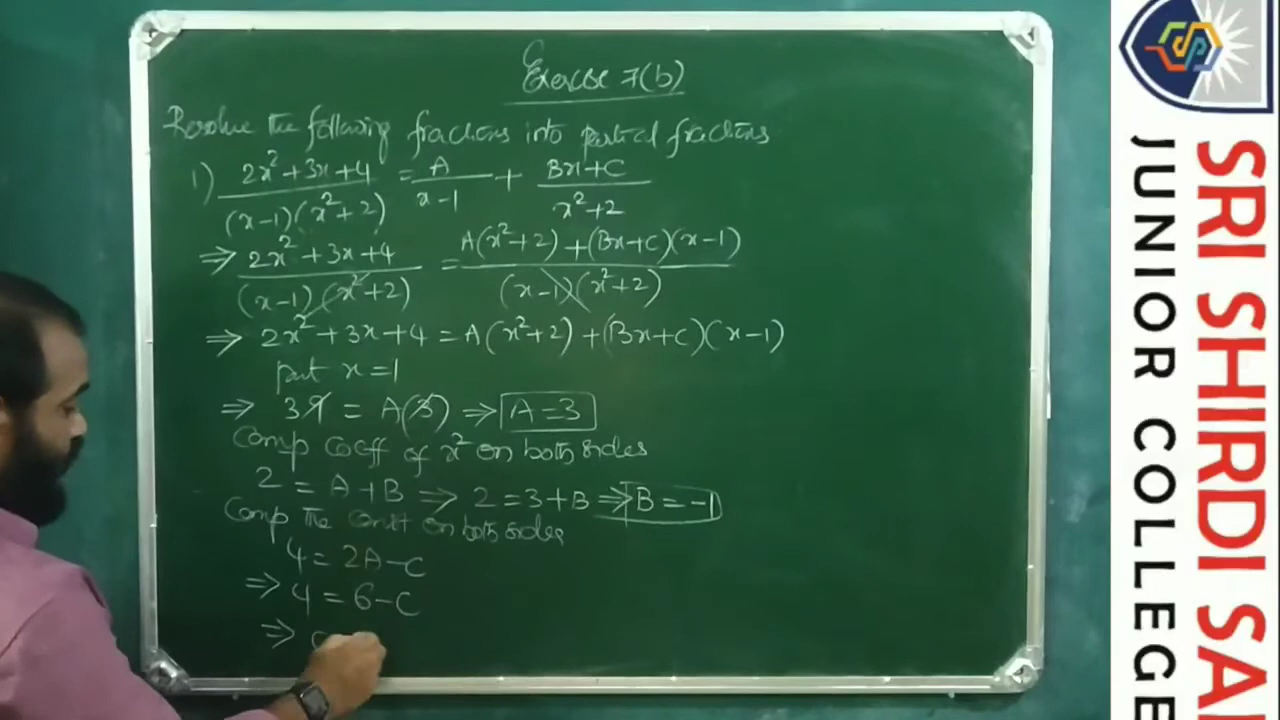 Exercise 7(b)
Resolve the following fractions into partial fractions
1) 2x²+3x+4 / (x-1)(x²+2) = A / x-1 + Bx+C / x²+2
⇒ 2x²+3x+4 / (x-1)(x²+2) = A(x²+2)+(Bx+C)(x-1) / (x-1)(x²+2)
⇒ 2x²+3x+4 = A(x²+2)+(Bx+C)(x-1)
put x=1
⇒ 3 9 = A(3) ⇒ A=3
Comp coeff of x² on both sides
2 = A+B ⇒ 2=3+B ⇒ B=-1
Comp the const on both sides
4=2A-C
⇒ 4=6-C
⇒ C
SRI SHIRDI SAI
JUNIOR COLLEGE